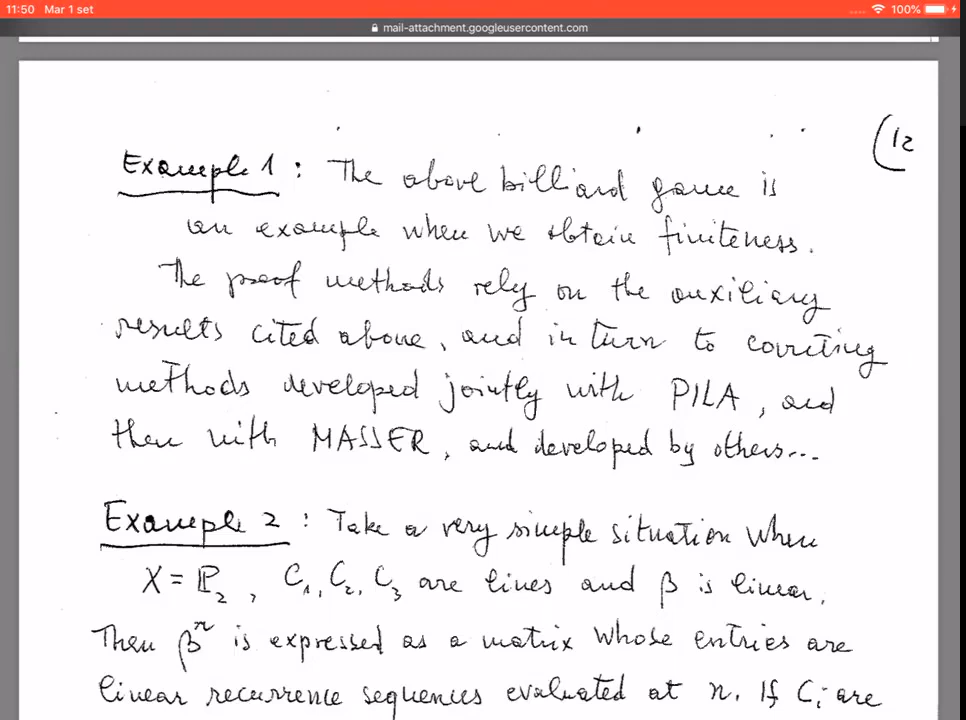 11:50 Mar 1 set
100%
mail-attachment.googleusercontent.com
(12
Example 1: The above billiard game is
an example when we obtain finiteness.
The proof methods rely on the auxiliary
results cited above, and in turn to counting
methods developed jointly with PILA, and
then with MASSER, and developed by others...
Example 2: Take a very simple situation when
X = P₂, C₁, C₂, C₃ are lines and β is linear.
Then βⁿ is expressed as a matrix whose entries are
linear recurrence sequences evaluated at n. If Cᵢ are